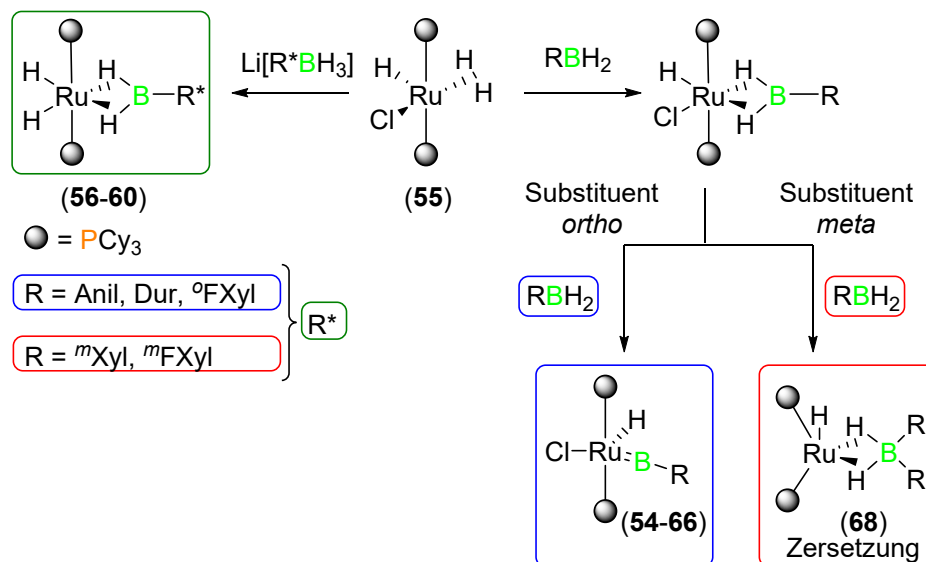 Li[R*BH3]
RBH2
H
H
Ru
H
H
B
R*
H
H
H
Ru
Cl
H
Cl
Ru
H
H
B
R
(56-60)
(55)
= PCy3
Substituent
ortho
Substituent
meta
R = Anil, Dur, oFXyl
R*
R = mXyl, mFXyl
RBH2
RBH2
H
Cl
Ru
B
R
(54-66)
H
Ru
H
H
B
R
R
(68)
Zersetzung